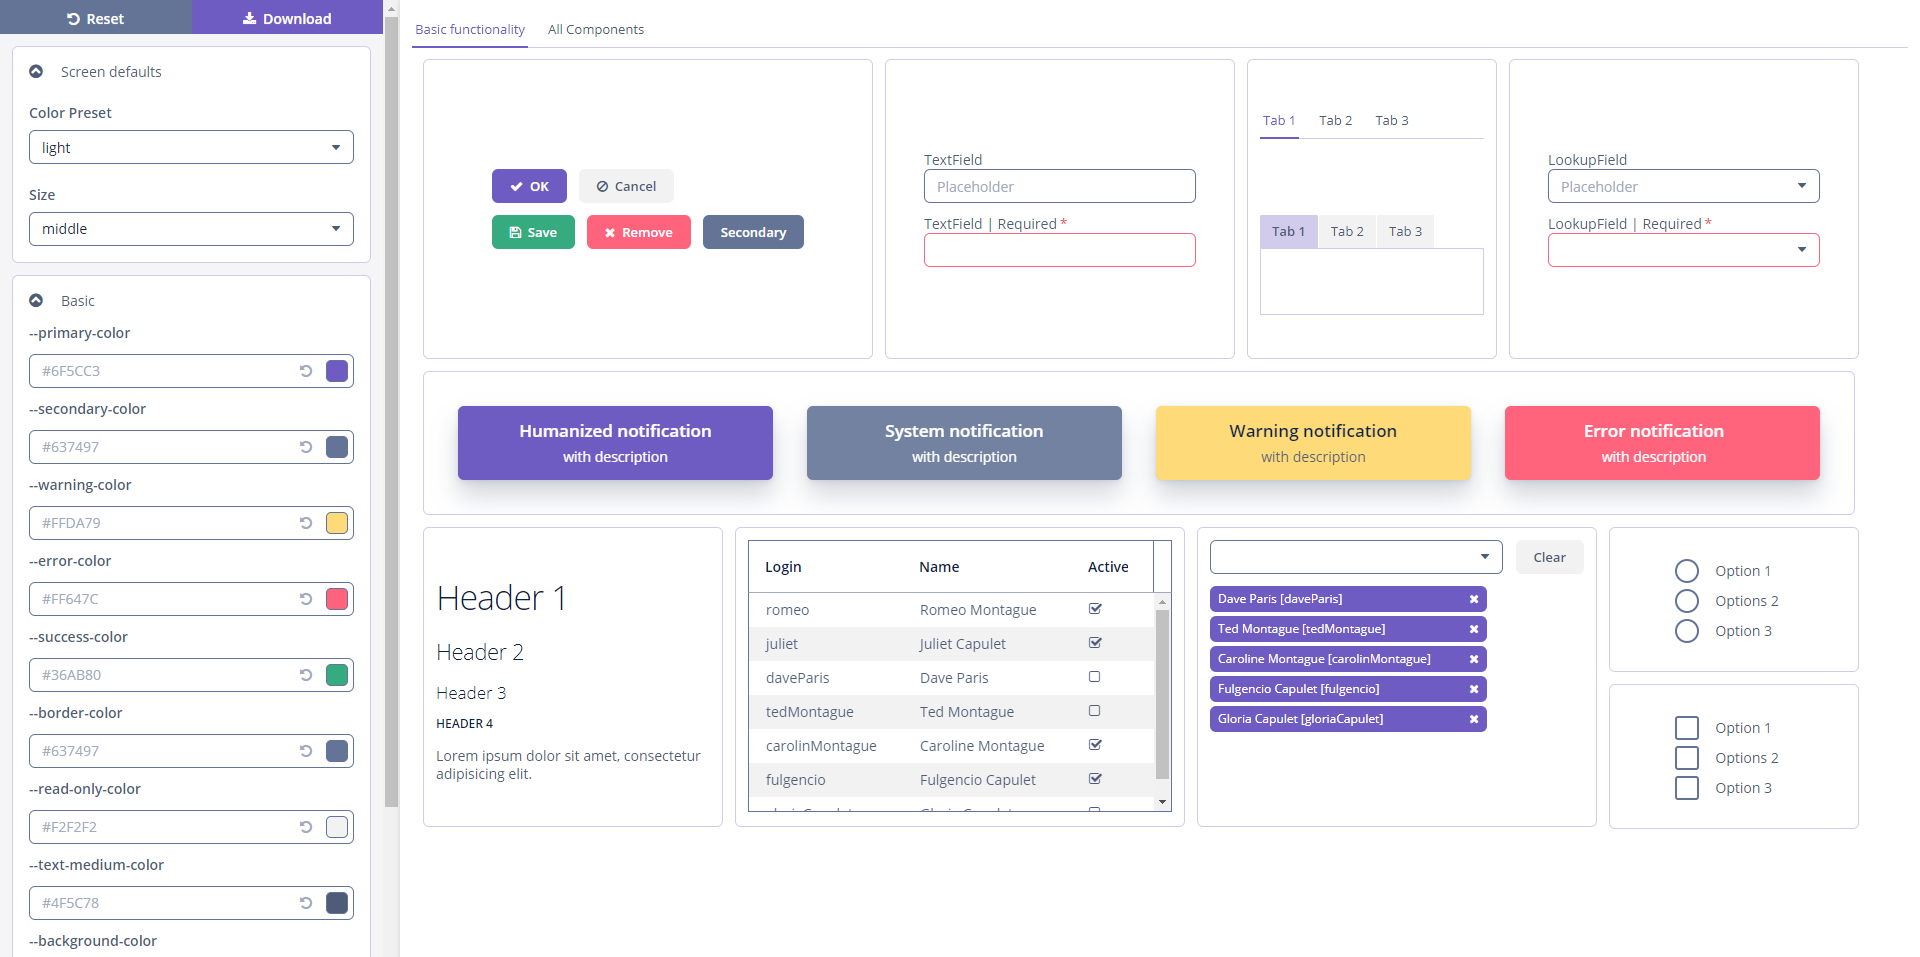 Reset
Download
Screen defaults
Color Preset
light
Size
middle
Basic
--primary-color
#6F5CC3
--secondary-color
#637497
--warning-color
#FFDA79
--error-color
#FF647C
--success-color
#36AB80
--border-color
#637497
--read-only-color
#F2F2F2
--text-medium-color
#4F5C78
--background-color
Basic functionality
All Components
OK
Cancel
Save
Remove
Secondary
TextField
Placeholder
TextField | Required *
Tab 1
Tab 2
Tab 3
Tab 1
Tab 2
Tab 3
LookupField
Placeholder
LookupField | Required *
Humanized notification
with description
System notification
with description
Warning notification
with description
Error notification
with description
Header 1
Header 2
Header 3
HEADER 4
Lorem ipsum dolor sit amet, consectetur
adipisicing elit.
Login Name Active
romeo Romeo Montague
juliet Juliet Capulet
daveParis Dave Paris
tedMontague Ted Montague
carolinMontague Caroline Montague
fulgencio Fulgencio Capulet
Clear
Dave Paris [daveParis]
Ted Montague [tedMontague]
Caroline Montague [carolinMontague]
Fulgencio Capulet [fulgencio]
Gloria Capulet [gloriaCapulet]
Option 1
Options 2
Option 3
Option 1
Options 2
Option 3